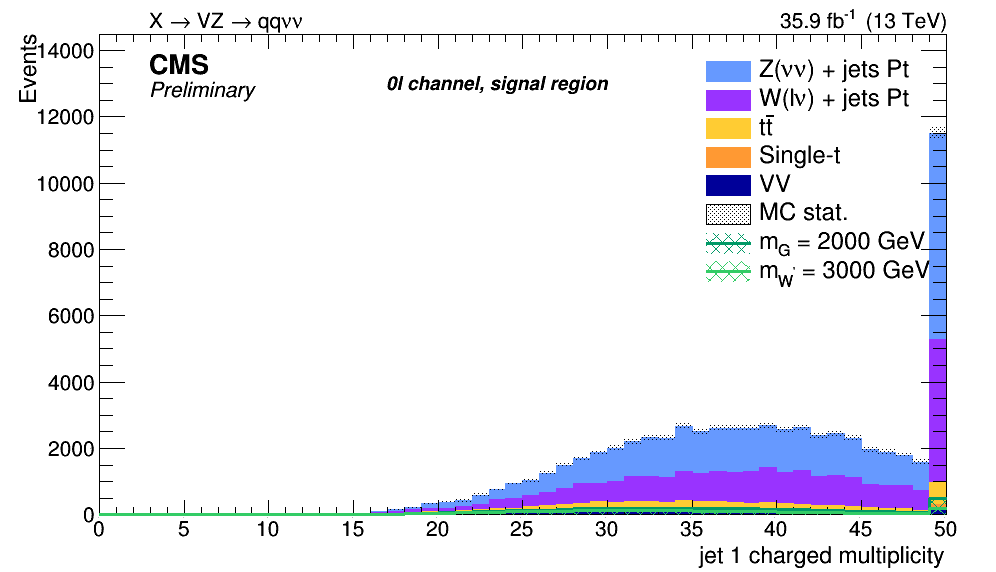 X → VZ → qqνν
35.9 fb-1 (13 TeV)
Events
CMS
Preliminary
0l channel, signal region
Z(νν) + jets Pt
W(lν) + jets Pt
tt̄
Single-t
VV
MC stat.
mG = 2000 GeV
mW' = 3000 GeV
14000
12000
10000
8000
6000
4000
2000
0
0 5 10 15 20 25 30 35 40 45 50
jet 1 charged multiplicity